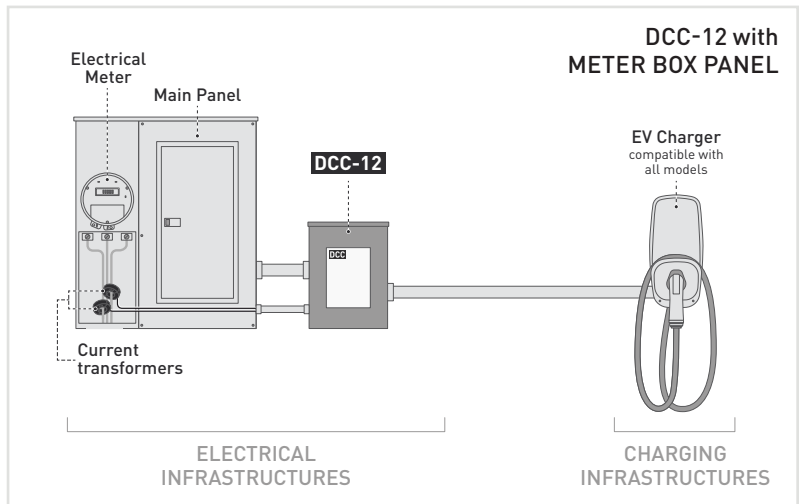 DCC-12 with
METER BOX PANEL
Electrical
Meter
Main Panel
DCC-12
EV Charger
compatible with
all models
DCC
Current
transformers
ELECTRICAL
INFRASTRUCTURES
CHARGING
INFRASTRUCTURES